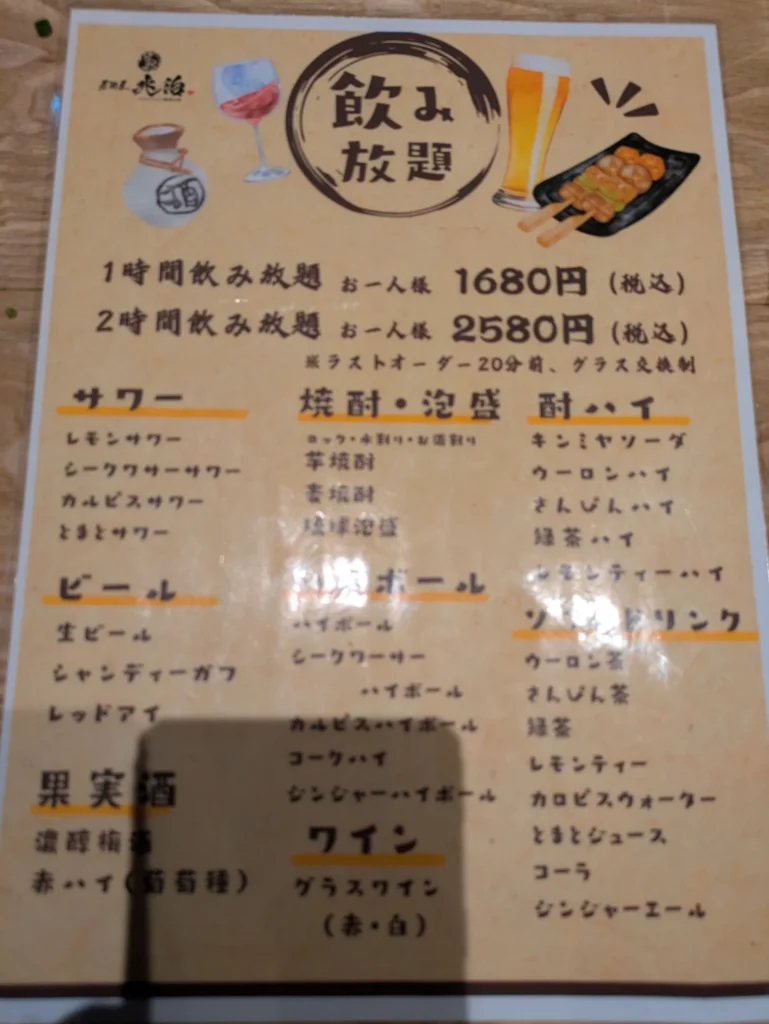 兆治
飲み
放題
酒
1時間飲み放題 お一人様 1680円 (税込)
2時間飲み放題 お一人様 2580円 (税込)
※ラストオーダー20分前、グラス交換制
サワー
レモンサワー
シークワサーサワー
カルピスサワー
とまとサワー
ビール
生ビール
シャンディーガフ
レッドアイ
果実酒
濃醇梅酒
赤ハイ(葡萄種)
焼酎・泡盛
ロック・水割り・お湯割り
芋焼酎
麦焼酎
琉球泡盛
ボール
ハイボール
シークワーサー
ハイボール
カルピスハイボール
コークハイ
ジンジャーハイボール
ワイン
グラスワイン
(赤・白)
酎ハイ
キンミヤソーダ
ウーロンハイ
さんぴんハイ
緑茶ハイ
レモンティーハイ
ソフトドリンク
ウーロン茶
さんぴん茶
緑茶
レモンティー
カロピスウォーター
とまとジュース
コーラ
ジンジャーエール